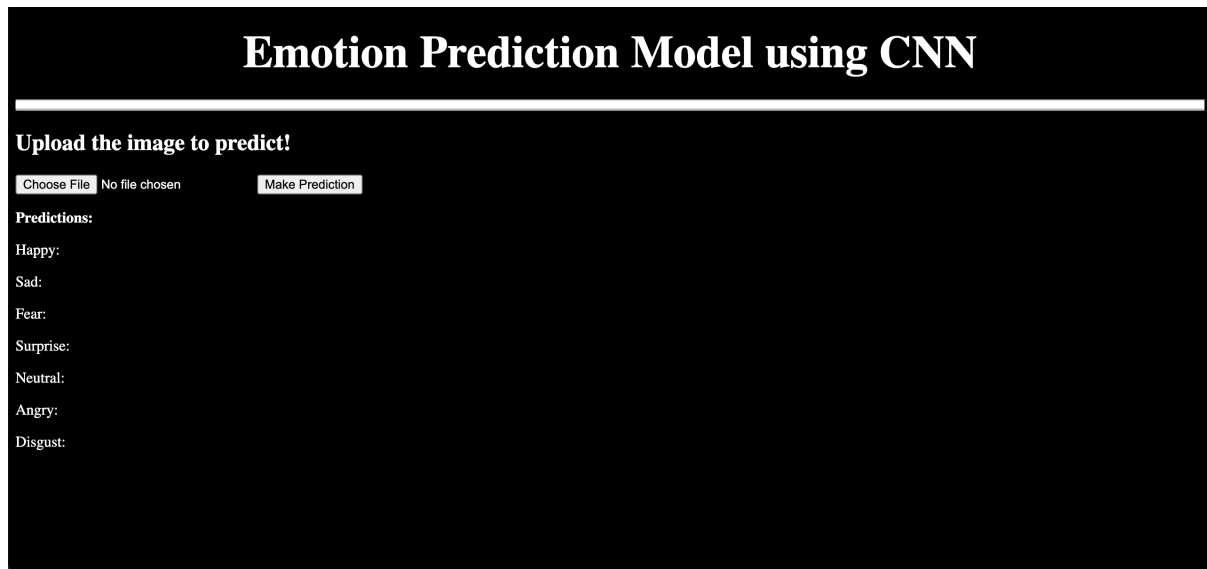 Emotion Prediction Model using CNN
Upload the image to predict!
Choose File No file chosen Make Prediction
Predictions:
Happy:
Sad:
Fear:
Surprise:
Neutral:
Angry:
Disgust: